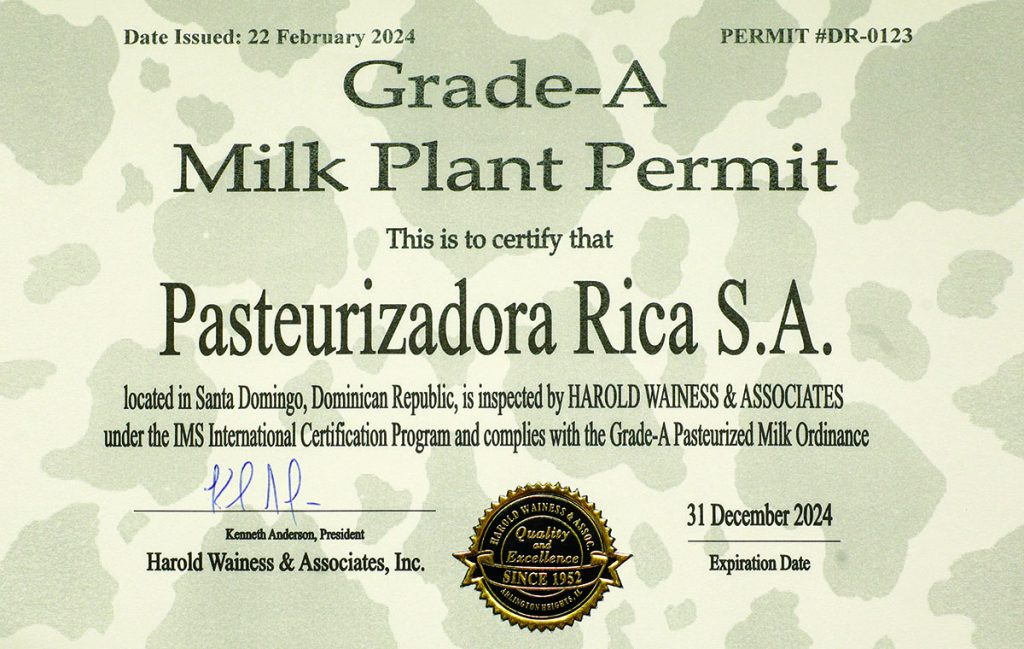 Date Issued: 22 February 2024
PERMIT #DR-0123
Grade-A
Milk Plant Permit
This is to certify that
Pasteurizadora Rica S.A.
located in Santa Domingo, Dominican Republic, is inspected by HAROLD WAINESS & ASSOCIATES
under the IMS International Certification Program and complies with the Grade-A Pasteurized Milk Ordinance
Kenneth Anderson, President
Harold Wainess & Associates, Inc.
HAROLD WAINESS & ASSOC.
Quality
and
Excellence
SINCE 1952
ARLINGTON HEIGHTS, IL
31 December 2024
Expiration Date